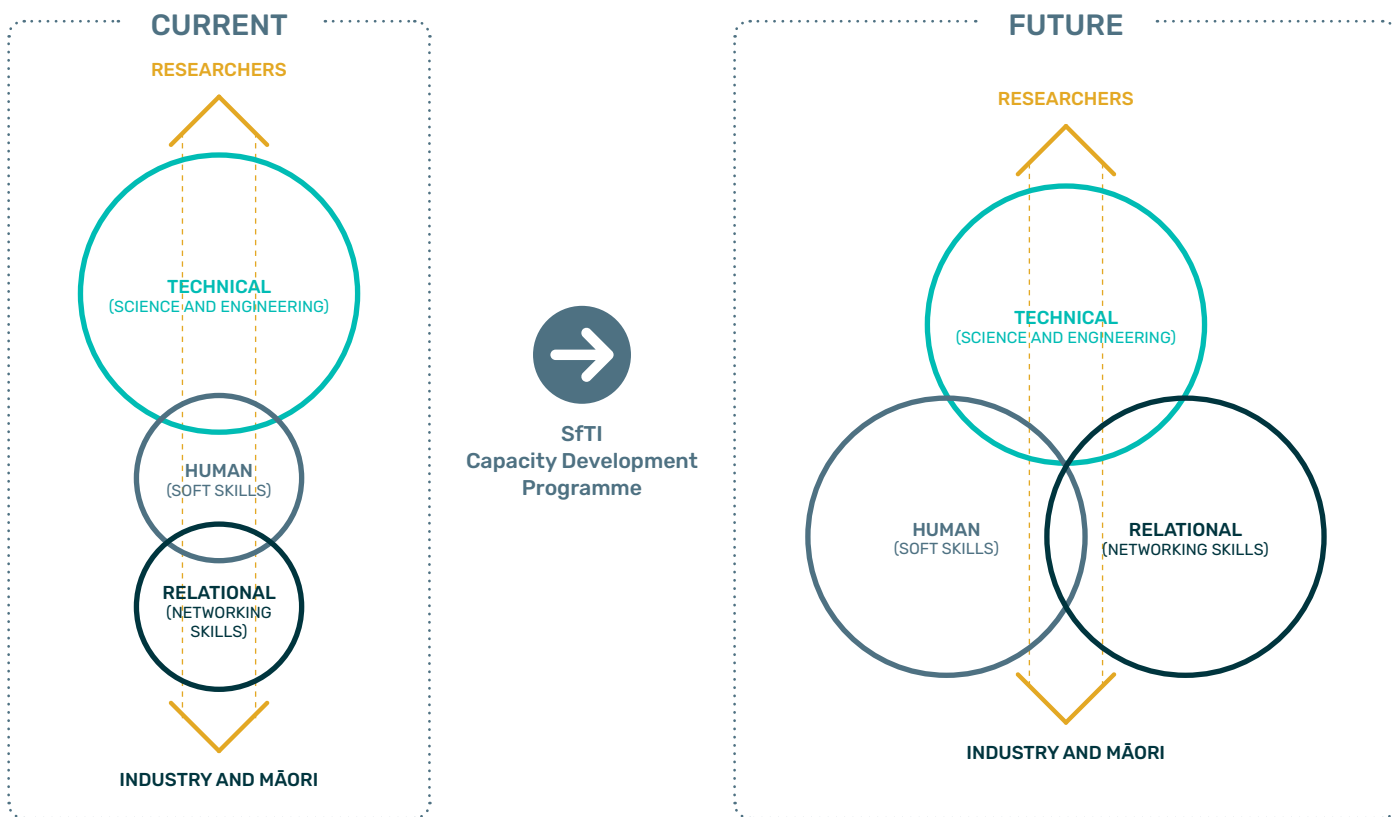 CURRENT
RESEARCHERS
TECHNICAL
(SCIENCE AND ENGINEERING)
HUMAN
(SOFT SKILLS)
RELATIONAL
(NETWORKING
SKILLS)
INDUSTRY AND MĀORI
SfTI
Capacity Development
Programme
FUTURE
RESEARCHERS
TECHNICAL
(SCIENCE AND ENGINEERING)
HUMAN
(SOFT SKILLS)
RELATIONAL
(NETWORKING SKILLS)
INDUSTRY AND MĀORI